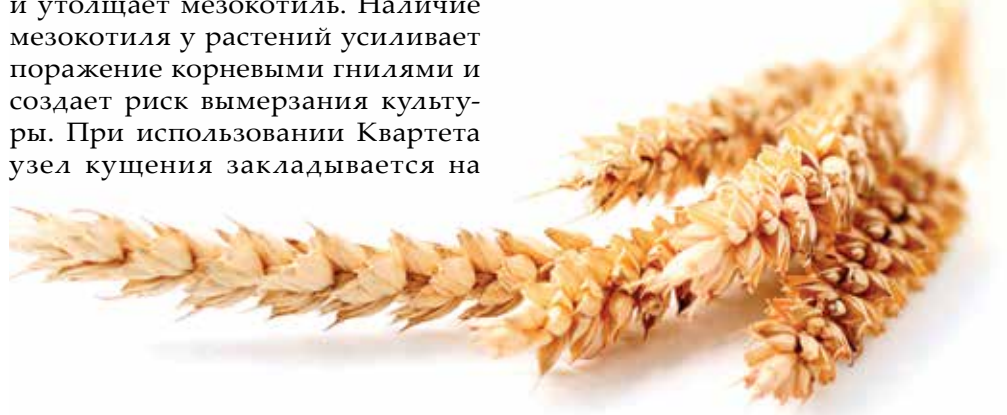 и утолщает мезокотиль. Наличие
мезокотиля у растений усиливает
поражение корневыми гнилями и
создает риск вымерзания культу-
ры. При использовании Квартета
узел кущения закладывается на